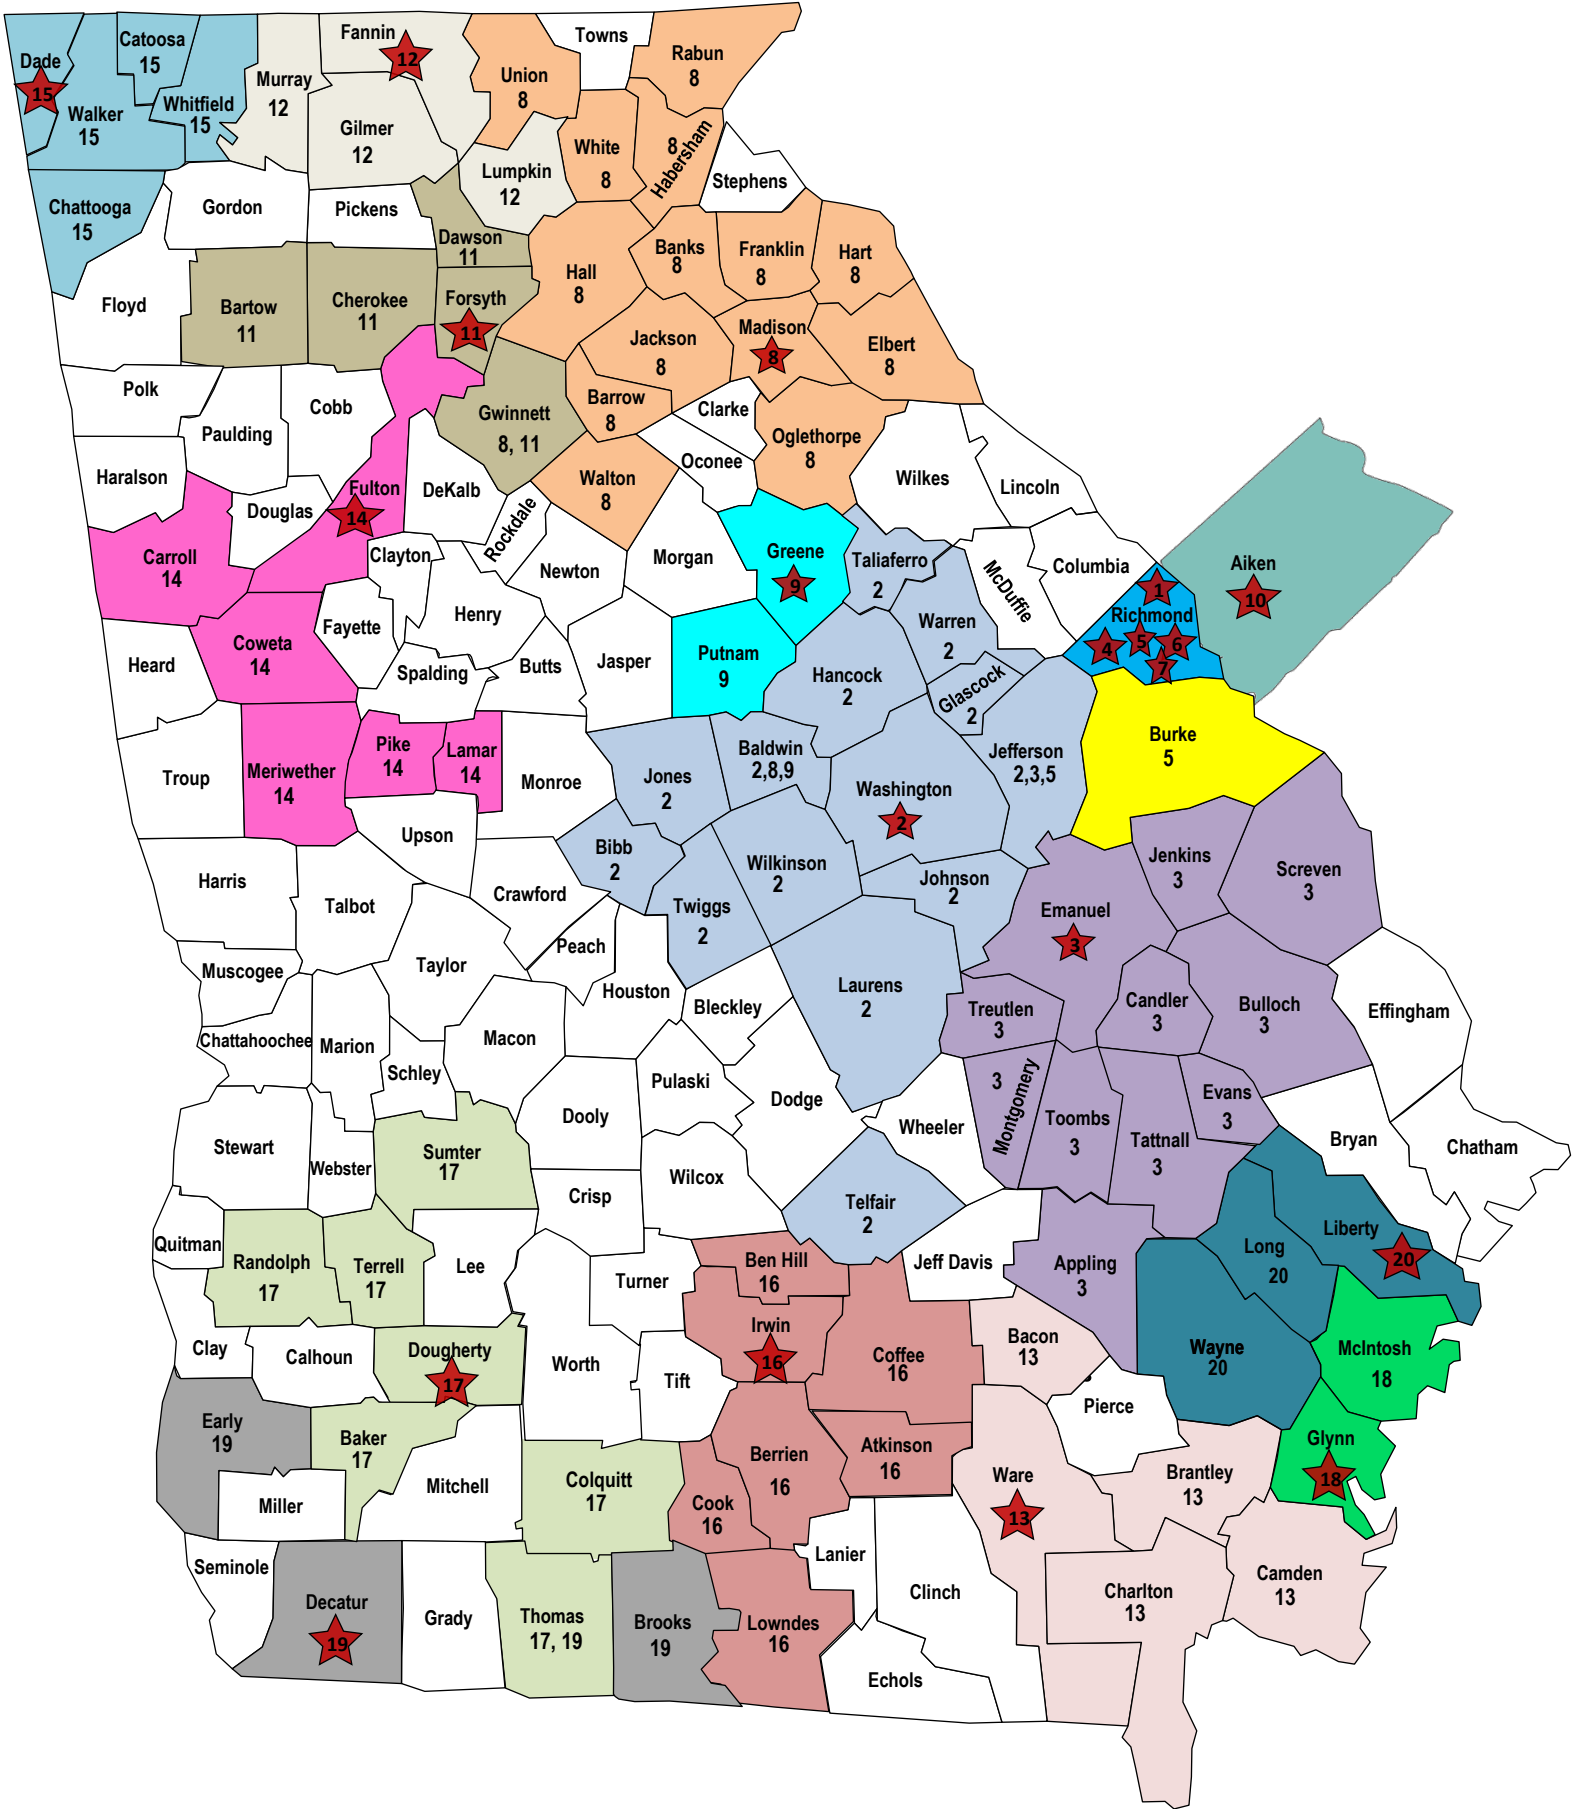 Fannin
12
Towns
Catoosa
15
Dade
15
Rabun
8
Union
8
Murray
12
Whitfield
15
Walker
15
Gilmer
12
White
8
8
Habersham
Lumpkin
12
Stephens
Chattooga
15
Gordon
Pickens
Dawson
11
Banks
8
Franklin
8
Hart
8
Hall
8
Floyd
Bartow
11
Cherokee
11
Forsyth
11
Jackson
8
Madison
8
Elbert
8
Polk
Paulding
Cobb
Gwinnett
8, 11
Barrow
8
Clarke
Oglethorpe
8
Haralson
Douglas
Fulton
14
DeKalb
Rockdale
Walton
8
Oconee
Wilkes
Lincoln
Carroll
14
Clayton
Newton
Morgan
Greene
9
Taliaferro
2
McDuffie
Columbia
Aiken
10
1
Richmond
4
5
6
7
Heard
Coweta
14
Fayette
Henry
Spalding
Butts
Jasper
Putnam
9
Hancock
2
Warren
2
Glascock
2
Troup
Meriwether
14
Pike
14
Lamar
14
Monroe
Jones
2
Baldwin
2,8,9
Washington
2
Jefferson
2,3,5
Burke
5
Upson
Bibb
2
Wilkinson
2
Johnson
2
Jenkins
3
Screven
3
Harris
Talbot
Crawford
Twiggs
2
Emanuel
3
Peach
Muscogee
Taylor
Houston
Bleckley
Laurens
2
Treutlen
3
Candler
3
Bulloch
3
Effingham
Chattahoochee
Marion
Schley
Macon
Pulaski
Dodge
3
Montgomery
Toombs
3
Tattnall
3
Evans
3
Stewart
Webster
Sumter
17
Dooly
Wheeler
Bryan
Chatham
Crisp
Wilcox
Telfair
2
Quitman
Randolph
17
Terrell
17
Lee
Turner
Ben Hill
16
Jeff Davis
Appling
3
Long
20
Liberty
20
Clay
Calhoun
Dougherty
17
Worth
Tift
Irwin
16
Coffee
16
Bacon
13
Wayne
20
McIntosh
18
Pierce
Early
19
Baker
17
Mitchell
Colquitt
17
Cook
16
Berrien
16
Atkinson
16
Ware
13
Brantley
13
Glynn
18
Miller
Seminole
Decatur
19
Grady
Thomas
17, 19
Brooks
19
Lowndes
16
Lanier
Clinch
Echols
Charlton
13
Camden
13